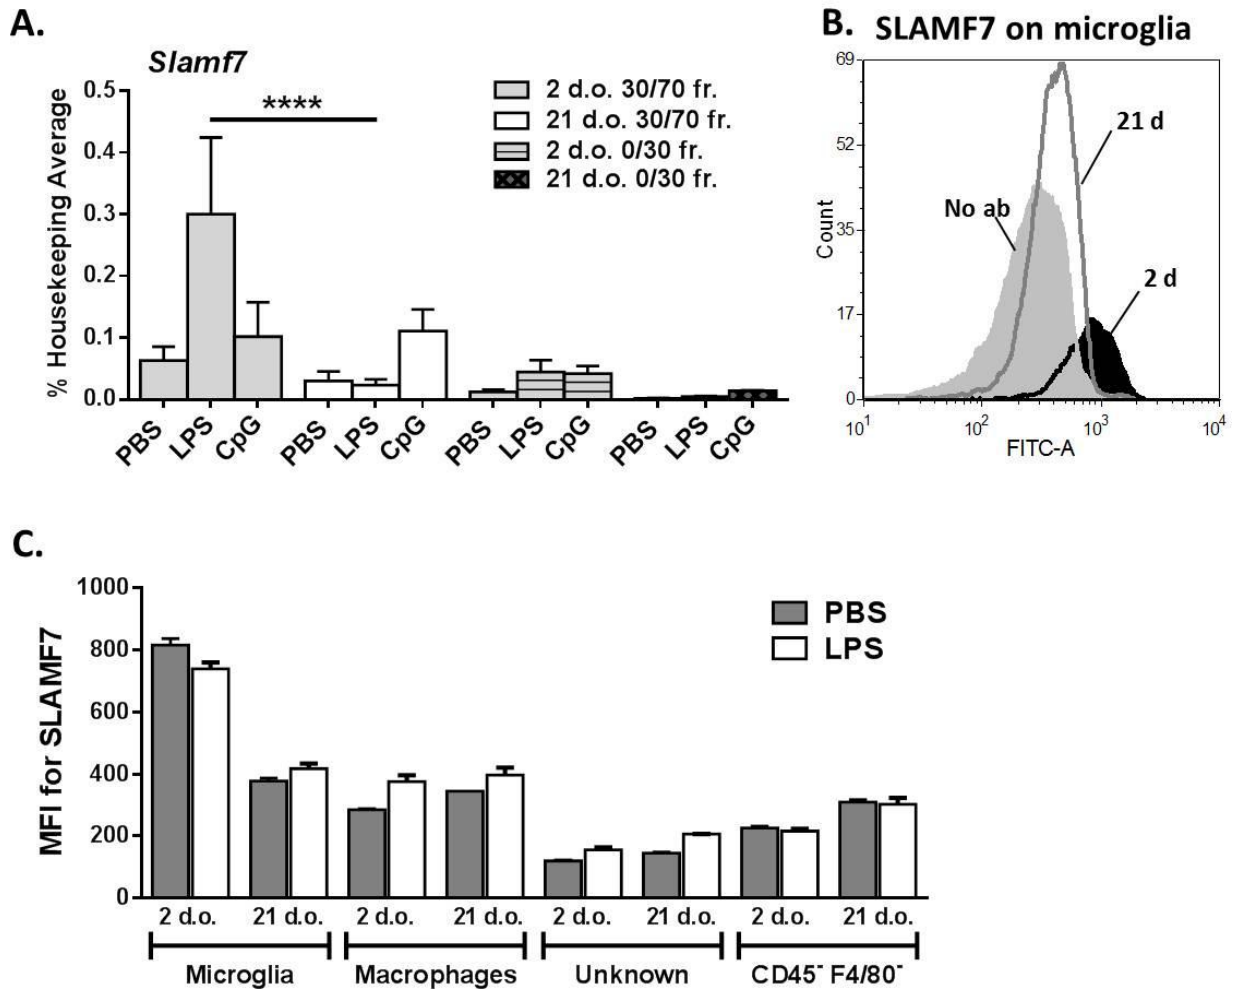 A.
Slamf7
% Housekeeping Average
0.5
0.4
0.3
0.2
0.1
0.0
****
2 d.o. 30/70 fr.
21 d.o. 30/70 fr.
2 d.o. 0/30 fr.
21 d.o. 0/30 fr.
PBS LPS CpG PBS LPS CpG PBS LPS CpG PBS LPS CpG
B. SLAMF7 on microglia
Count
69
52
35
17
0
No ab
21 d
2 d
10¹ 10² 10³ 10⁴
FITC-A
C.
MFI for SLAMF7
1000
800
600
400
200
0
PBS
LPS
2 d.o. 21 d.o. 2 d.o. 21 d.o. 2 d.o. 21 d.o. 2 d.o. 21 d.o.
Microglia Macrophages Unknown CD45⁻ F4/80⁻